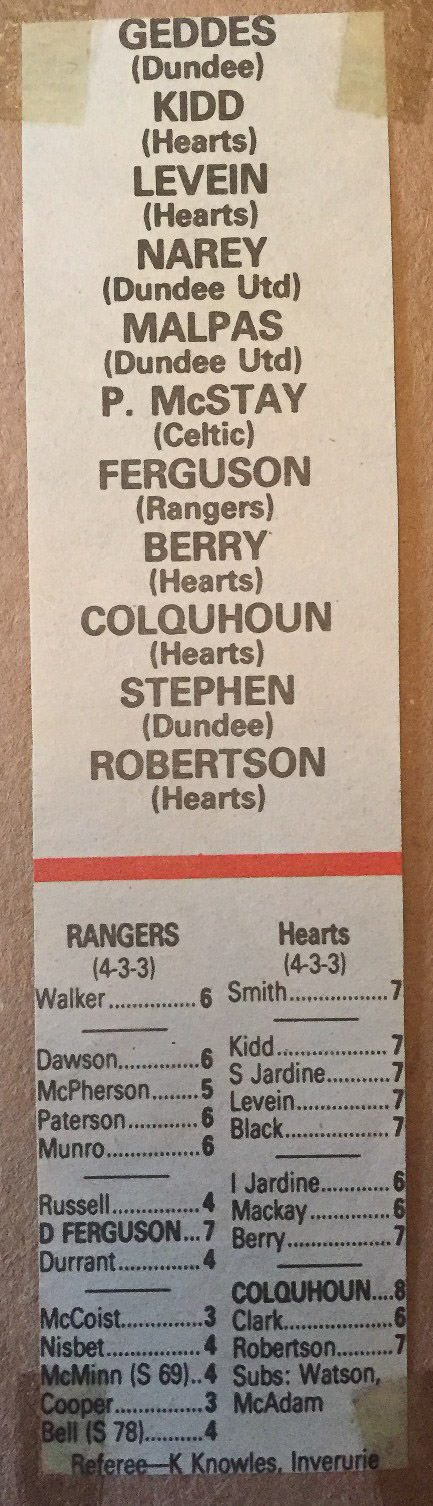 GEDDES
(Dundee)
KIDD
(Hearts)
LEVEIN
(Hearts)
NAREY
(Dundee Utd)
MALPAS
(Dundee Utd)
P. McSTAY
(Celtic)
FERGUSON
(Rangers)
BERRY
(Hearts)
COLQUHOUN
(Hearts)
STEPHEN
(Dundee)
ROBERTSON
(Hearts)
RANGERS
(4-3-3)
Walker...............6
Dawson..............6
McPherson........5
Paterson............6
Munro................6
Russell...............4
D FERGUSON...7
Durrant..............4
McCoist..............3
Nisbet................4
McMinn (S 69)..4
Cooper...............3
Bell (S 78)..........4
Hearts
(4-3-3)
Smith..................7
Kidd....................7
S Jardine...........7
Levein................7
Black..................7
I Jardine............6
Mackay..............6
Berry..................7
COLQUHOUN....8
Clark...................6
Robertson..........7
Subs: Watson,
McAdam
Referee—K Knowles, Inverurie